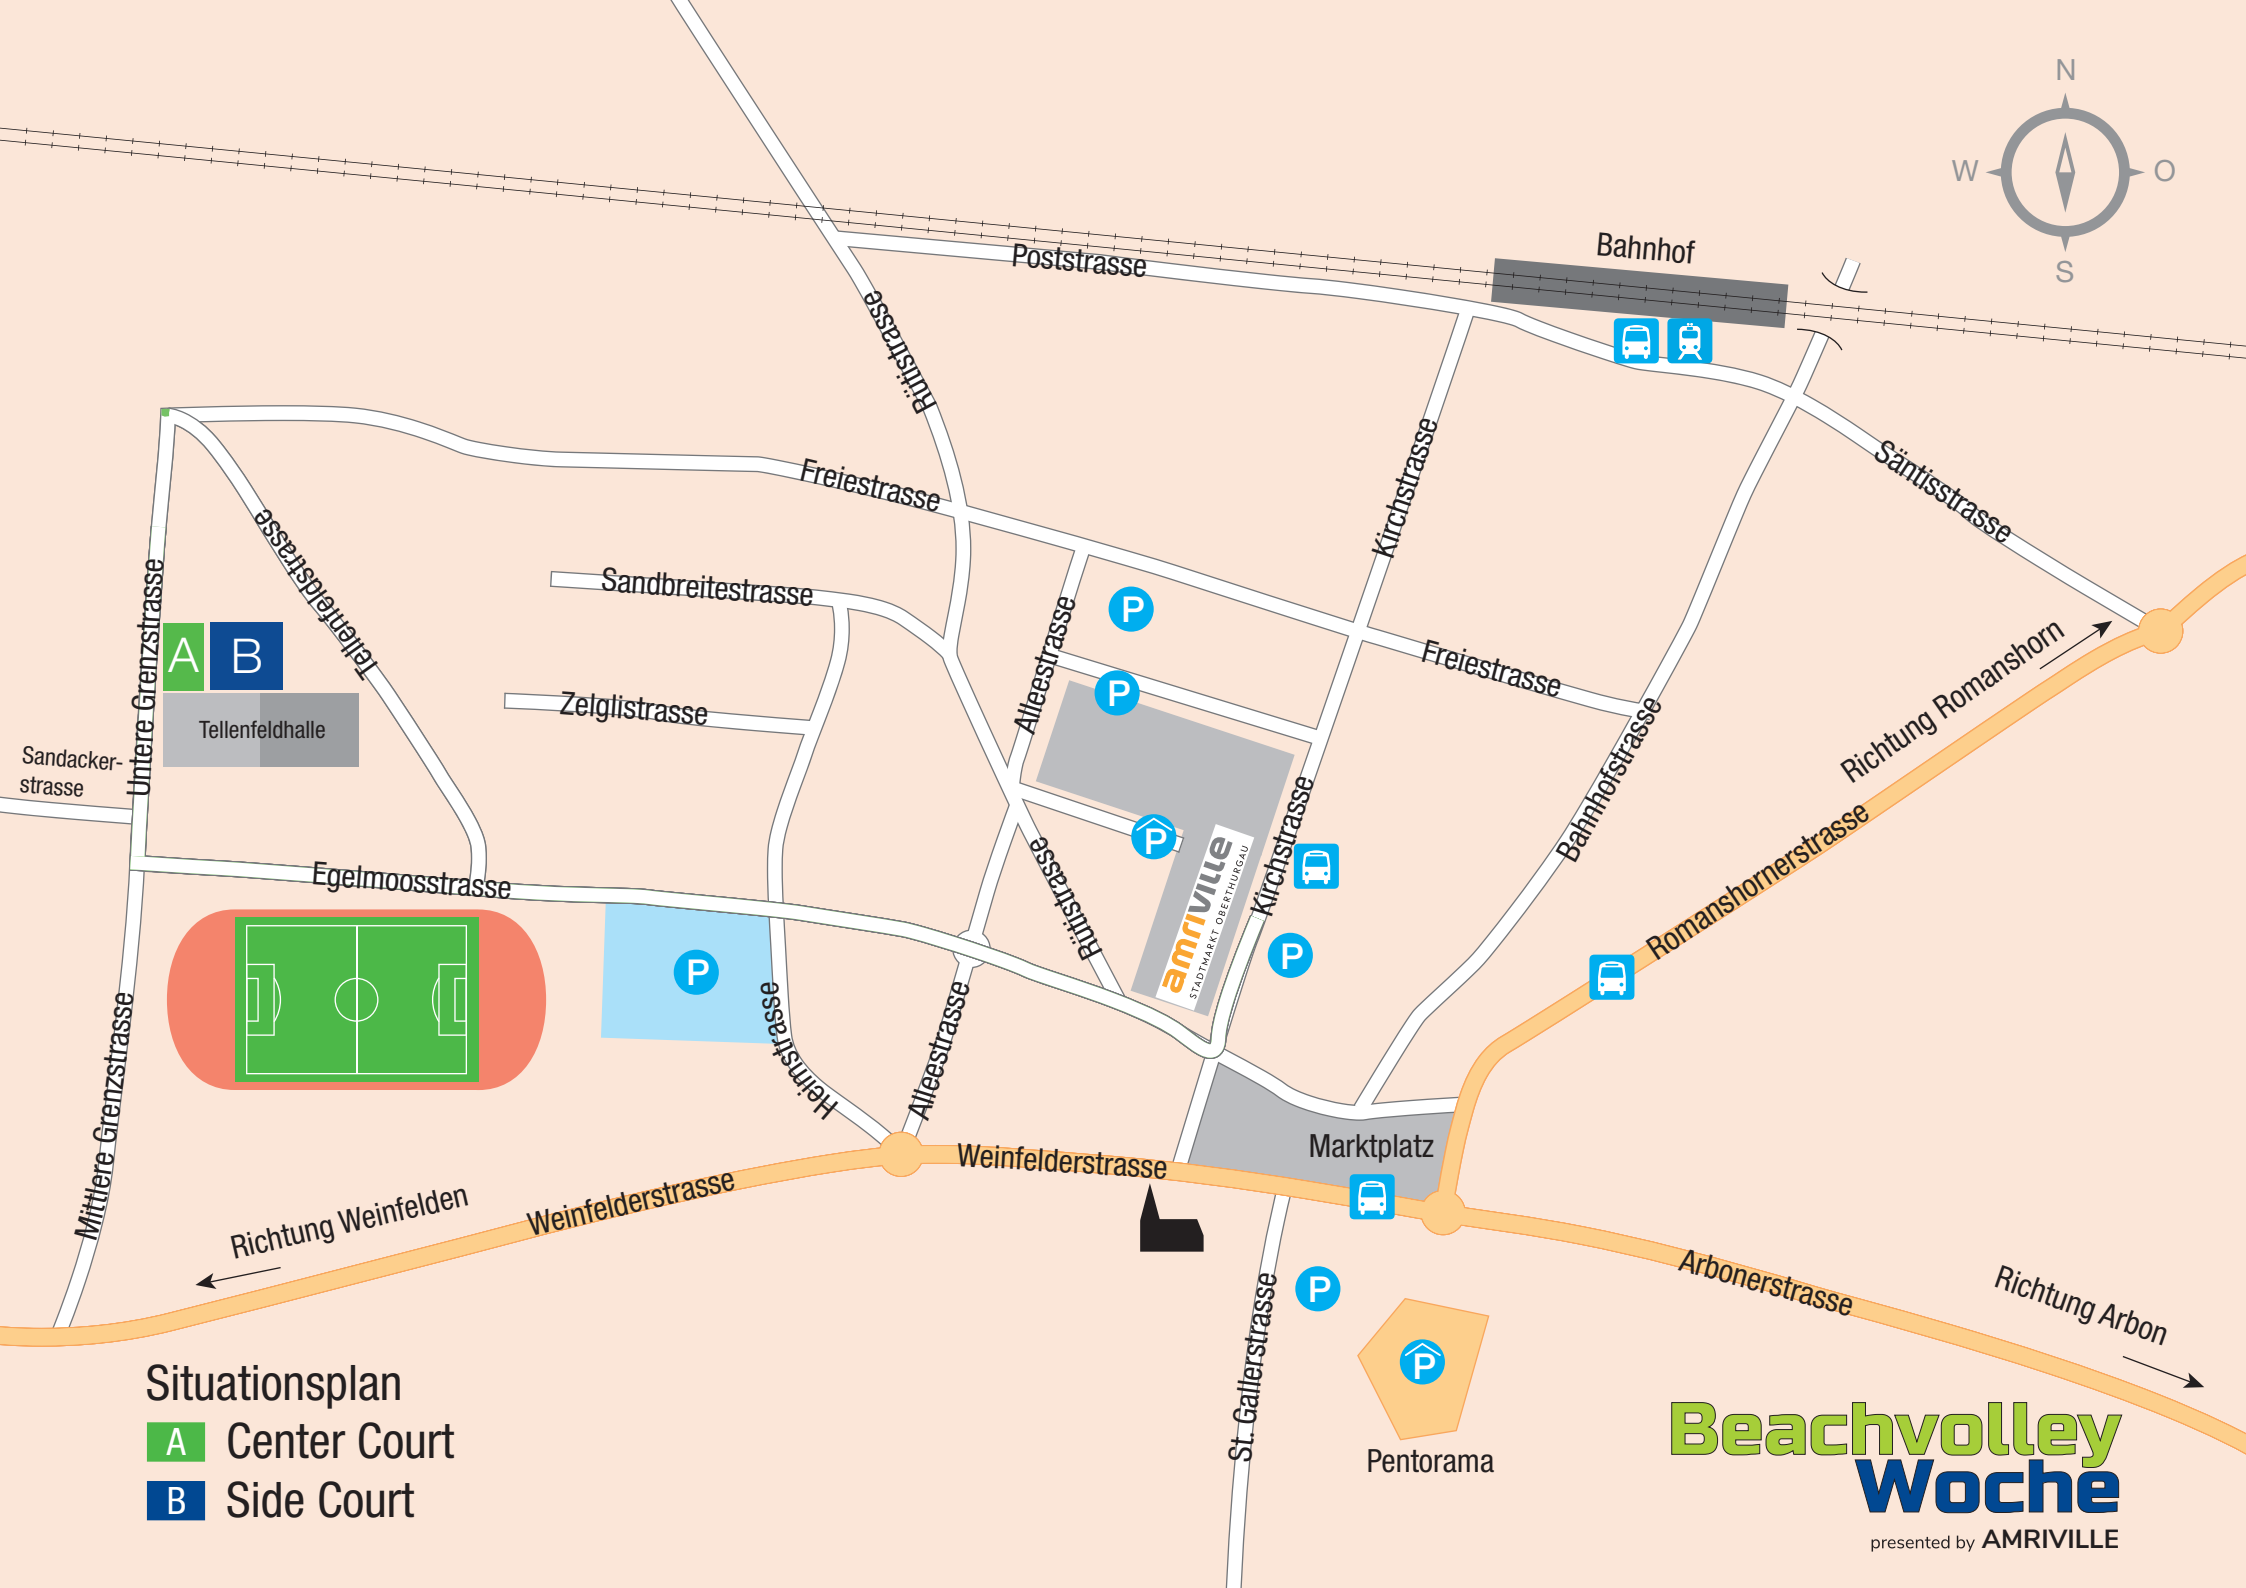 N
W
O
S
Bahnhof
Poststrasse
Rütistrasse
Kirchstrasse
Säntisstrasse
Freiestrasse
Tellenfeldstrasse
Sandbreitestrasse
P
Alleestrasse
Untere Grenzstrasse
A
B
Freiestrasse
Richtung Romanshorn
P
Zelglistrasse
Tellenfeldhalle
Sandacker-
strasse
Bahnhofstrasse
P
amriville
STADTMARKT OBERTHURGAU
Kirchstrasse
Rütistrasse
Romanshornerstrasse
Egelmoosstrasse
P
P
Heimstrasse
Alleestrasse
Mittlere Grenzstrasse
Marktplatz
Weinfelderstrasse
Weinfelderstrasse
Richtung Weinfelden
P
Arbonerstrasse
Richtung Arbon
St. Gallerstrasse
P
Pentorama
Situationsplan
A Center Court
B Side Court
Beachvolley
Woche
presented by AMRIVILLE